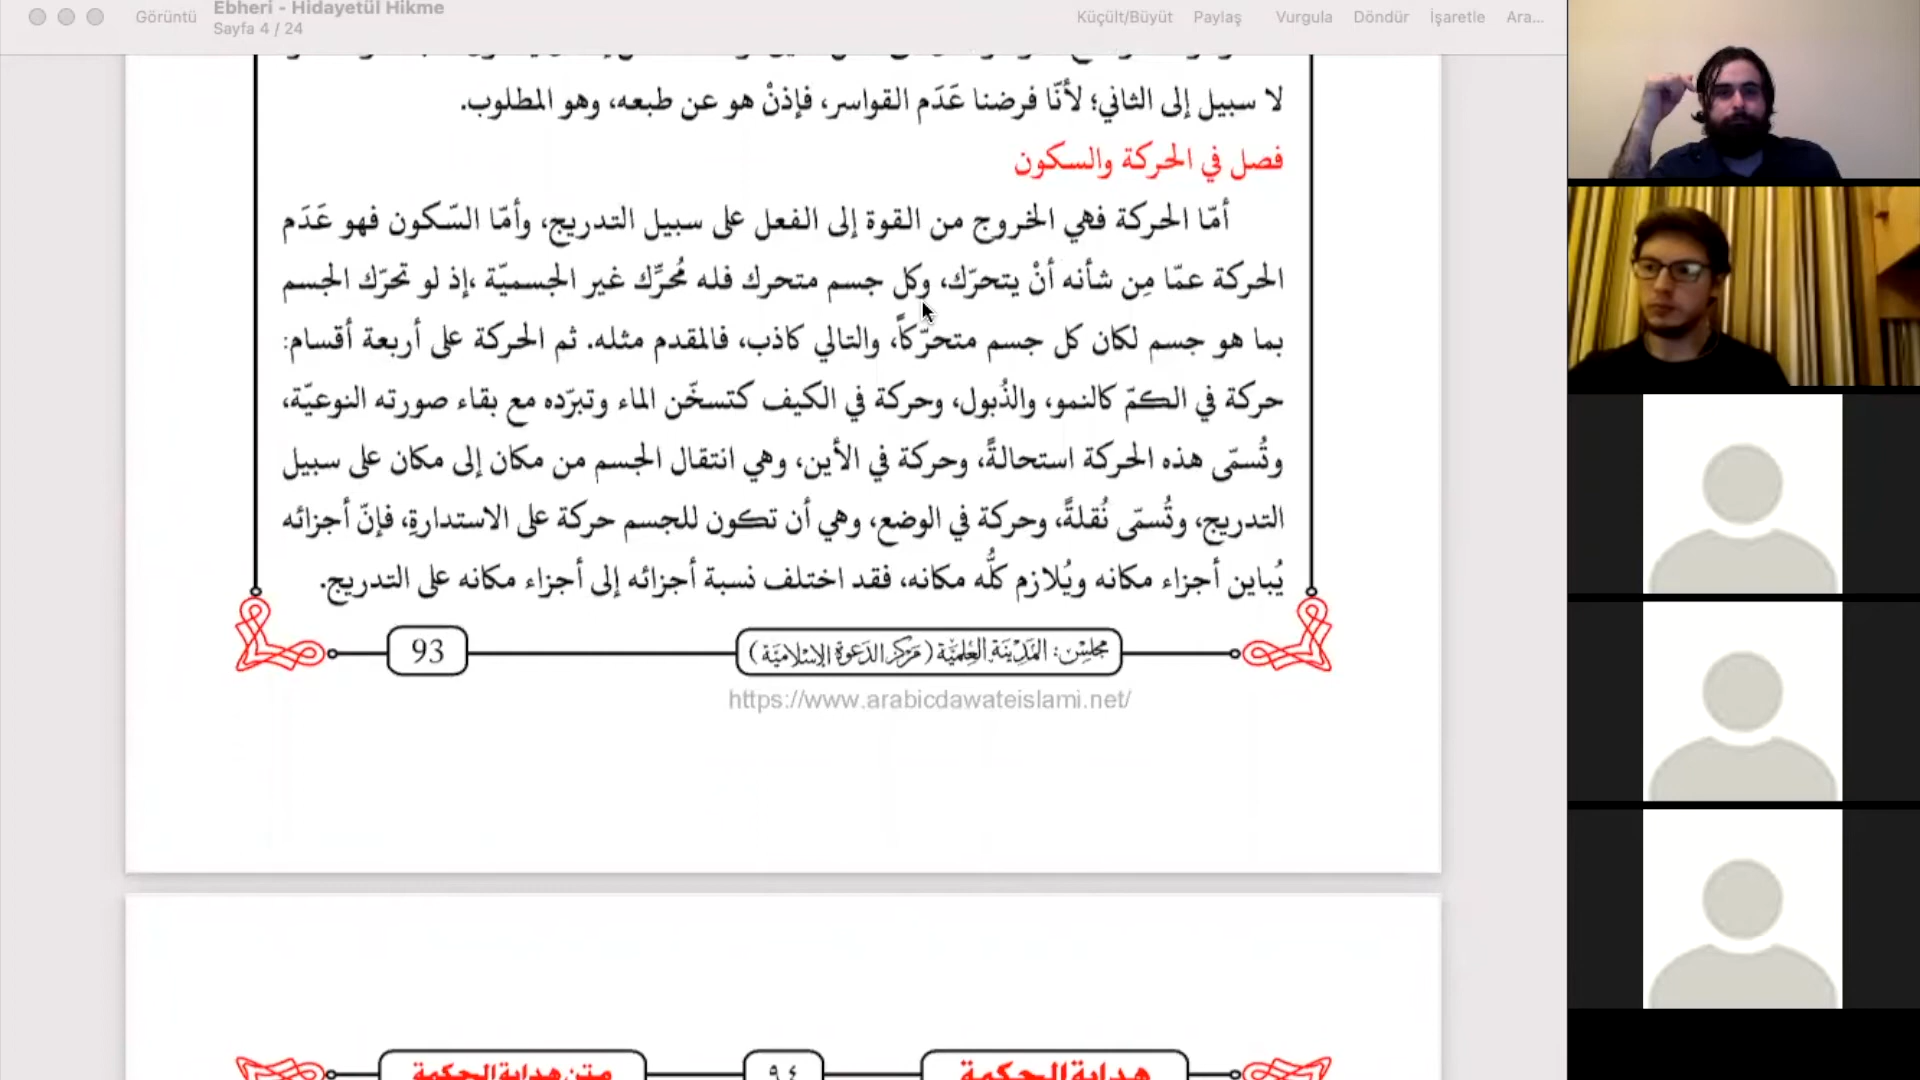 Görüntü
Ebheri - Hidayetül Hikme
Sayfa 4 / 24
Küçült/Büyüt Paylaş Vurgula Döndür İşaretle Ara...
لا سبيل إلى الثاني؛ لأنّا فرضنا عَدَم القواسر، فإذنْ هو عن طبعه، وهو المطلوب.
فصل في الحركة والسكون
أمّا الحركة فهي الخروج من القوة إلى الفعل على سبيل التدريج، وأمّا السّكون فهو عَدَم
الحركة عمّا مِن شأنه أنْ يتحرّك، وكل جسم متحرك فله مُحَرِّك غير الجسميّة ،إذ لو تحرّك الجسم
بما هو جسم لكان كل جسم متحرّكاً، والتالي كاذب، فالمقدم مثله. ثم الحركة على أربعة أقسام:
حركة في الكمّ كالنمو، والذُبول، وحركة في الكيف كتسخّن الماء وتبرّده مع بقاء صورته النوعيّة،
وتُسمّى هذه الحركة استحالةً، وحركة في الأين، وهي انتقال الجسم من مكان إلى مكان على سبيل
التدريج، وتُسمّى نُقلةً، وحركة في الوضع، وهي أن تكون للجسم حركة على الاستدارةِ، فإنّ أجزائه
يُباين أجزاء مكانه ويُلازم كلُّه مكانه، فقد اختلف نسبة أجزائه إلى أجزاء مكانه على التدريج.
مجلس: المدينة العلمية (مركز الدعوة الإسلامية)
93
https://www.arabicdawateislami.net/
هداية الحكمة
٩٤
متن هداية الحكمة